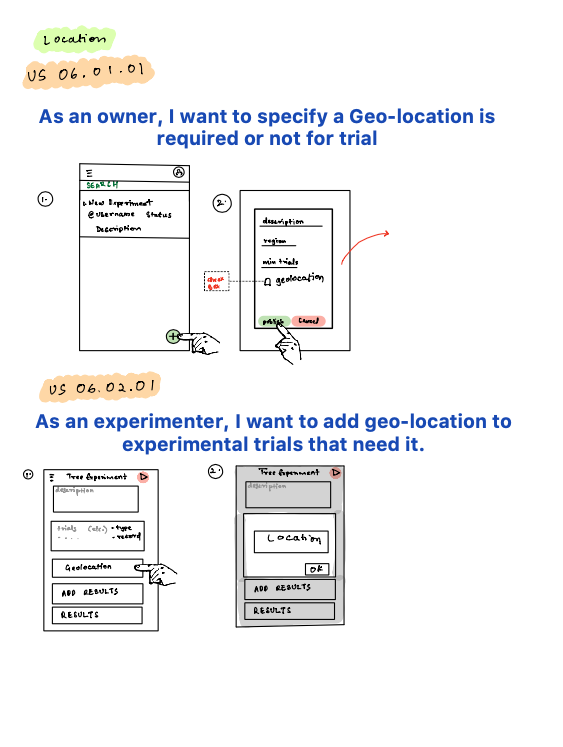 Location
US 06.01.01
As an owner, I want to specify a Geo-location is
required or not for trial
1.
SEARCH
New Experiment
@username Status
Description
2.
description
region
min trials
check box
geolocation
publish Cancel
US 06.02.01
As an experimenter, I want to add geo-location to
experimental trials that need it.
1.
Tree Experiment
description
trials (calc.) - type
- record
Geolocation
ADD RESULTS
RESULTS
2.
Tree Experiment
description
Location
OK
ADD RESULTS
RESULTS